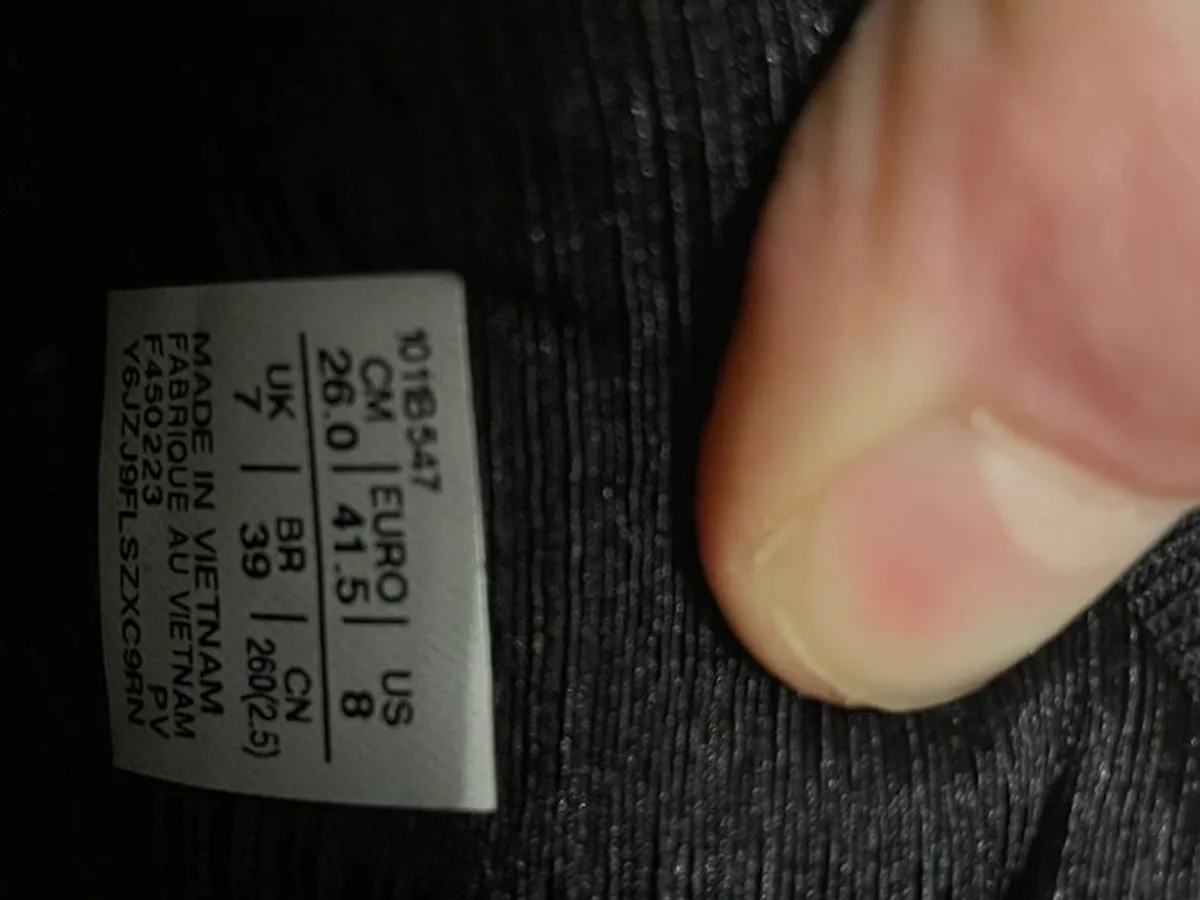 1011B547
CM | EURO | US
26.0 | 41.5 | 8
UK | BR | CN
7 | 39 | 260(2.5)
MADE IN VIETNAM
FABRIQUE AU VIETNAM
F450223 PV
Y6JZJ9FLSZXC9RN